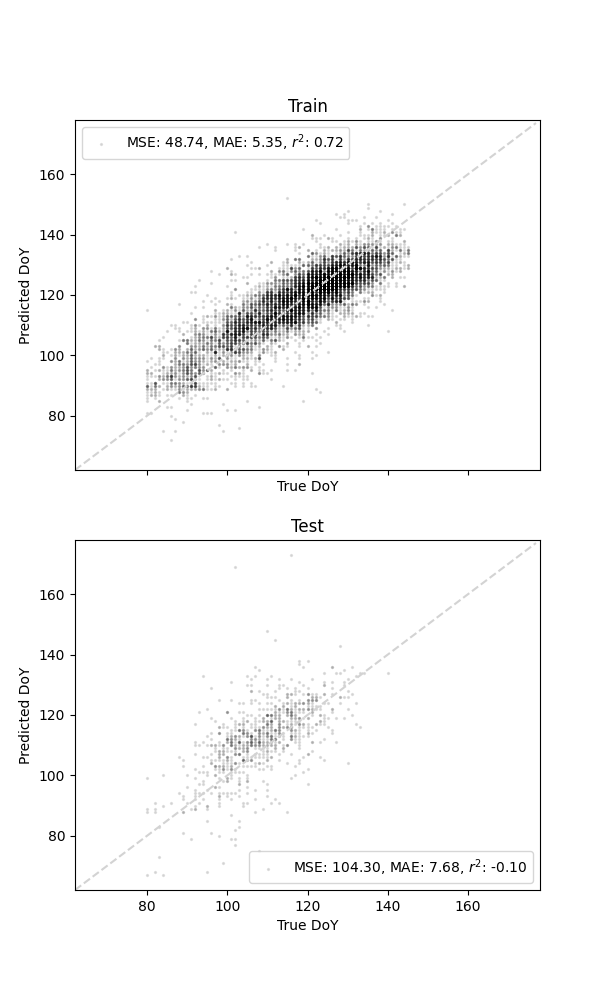 Train
MSE: 48.74, MAE: 5.35, r²: 0.72
160
140
120
100
80
Predicted DoY
True DoY
Test
160
140
120
100
80
Predicted DoY
MSE: 104.30, MAE: 7.68, r²: -0.10
80 100 120 140 160
True DoY